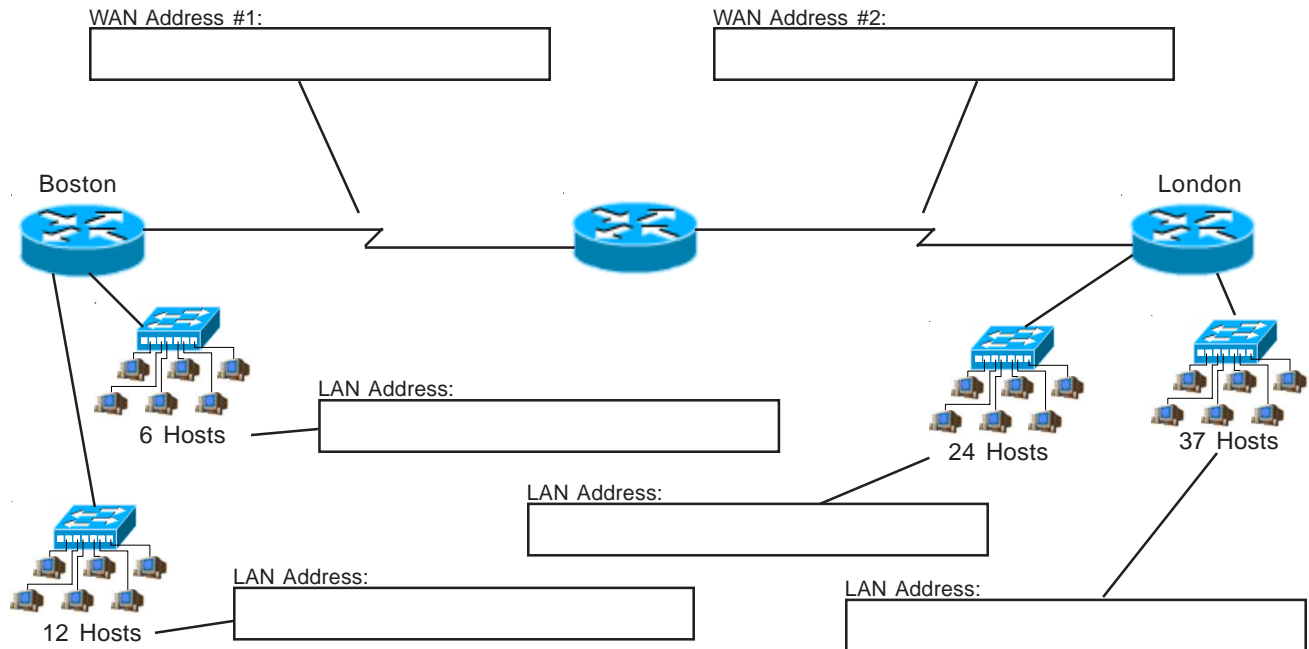 WAN Address #1:
WAN Address #2:
Boston
London
LAN Address:
6 Hosts
24 Hosts
37 Hosts
LAN Address:
LAN Address:
LAN Address:
12 Hosts